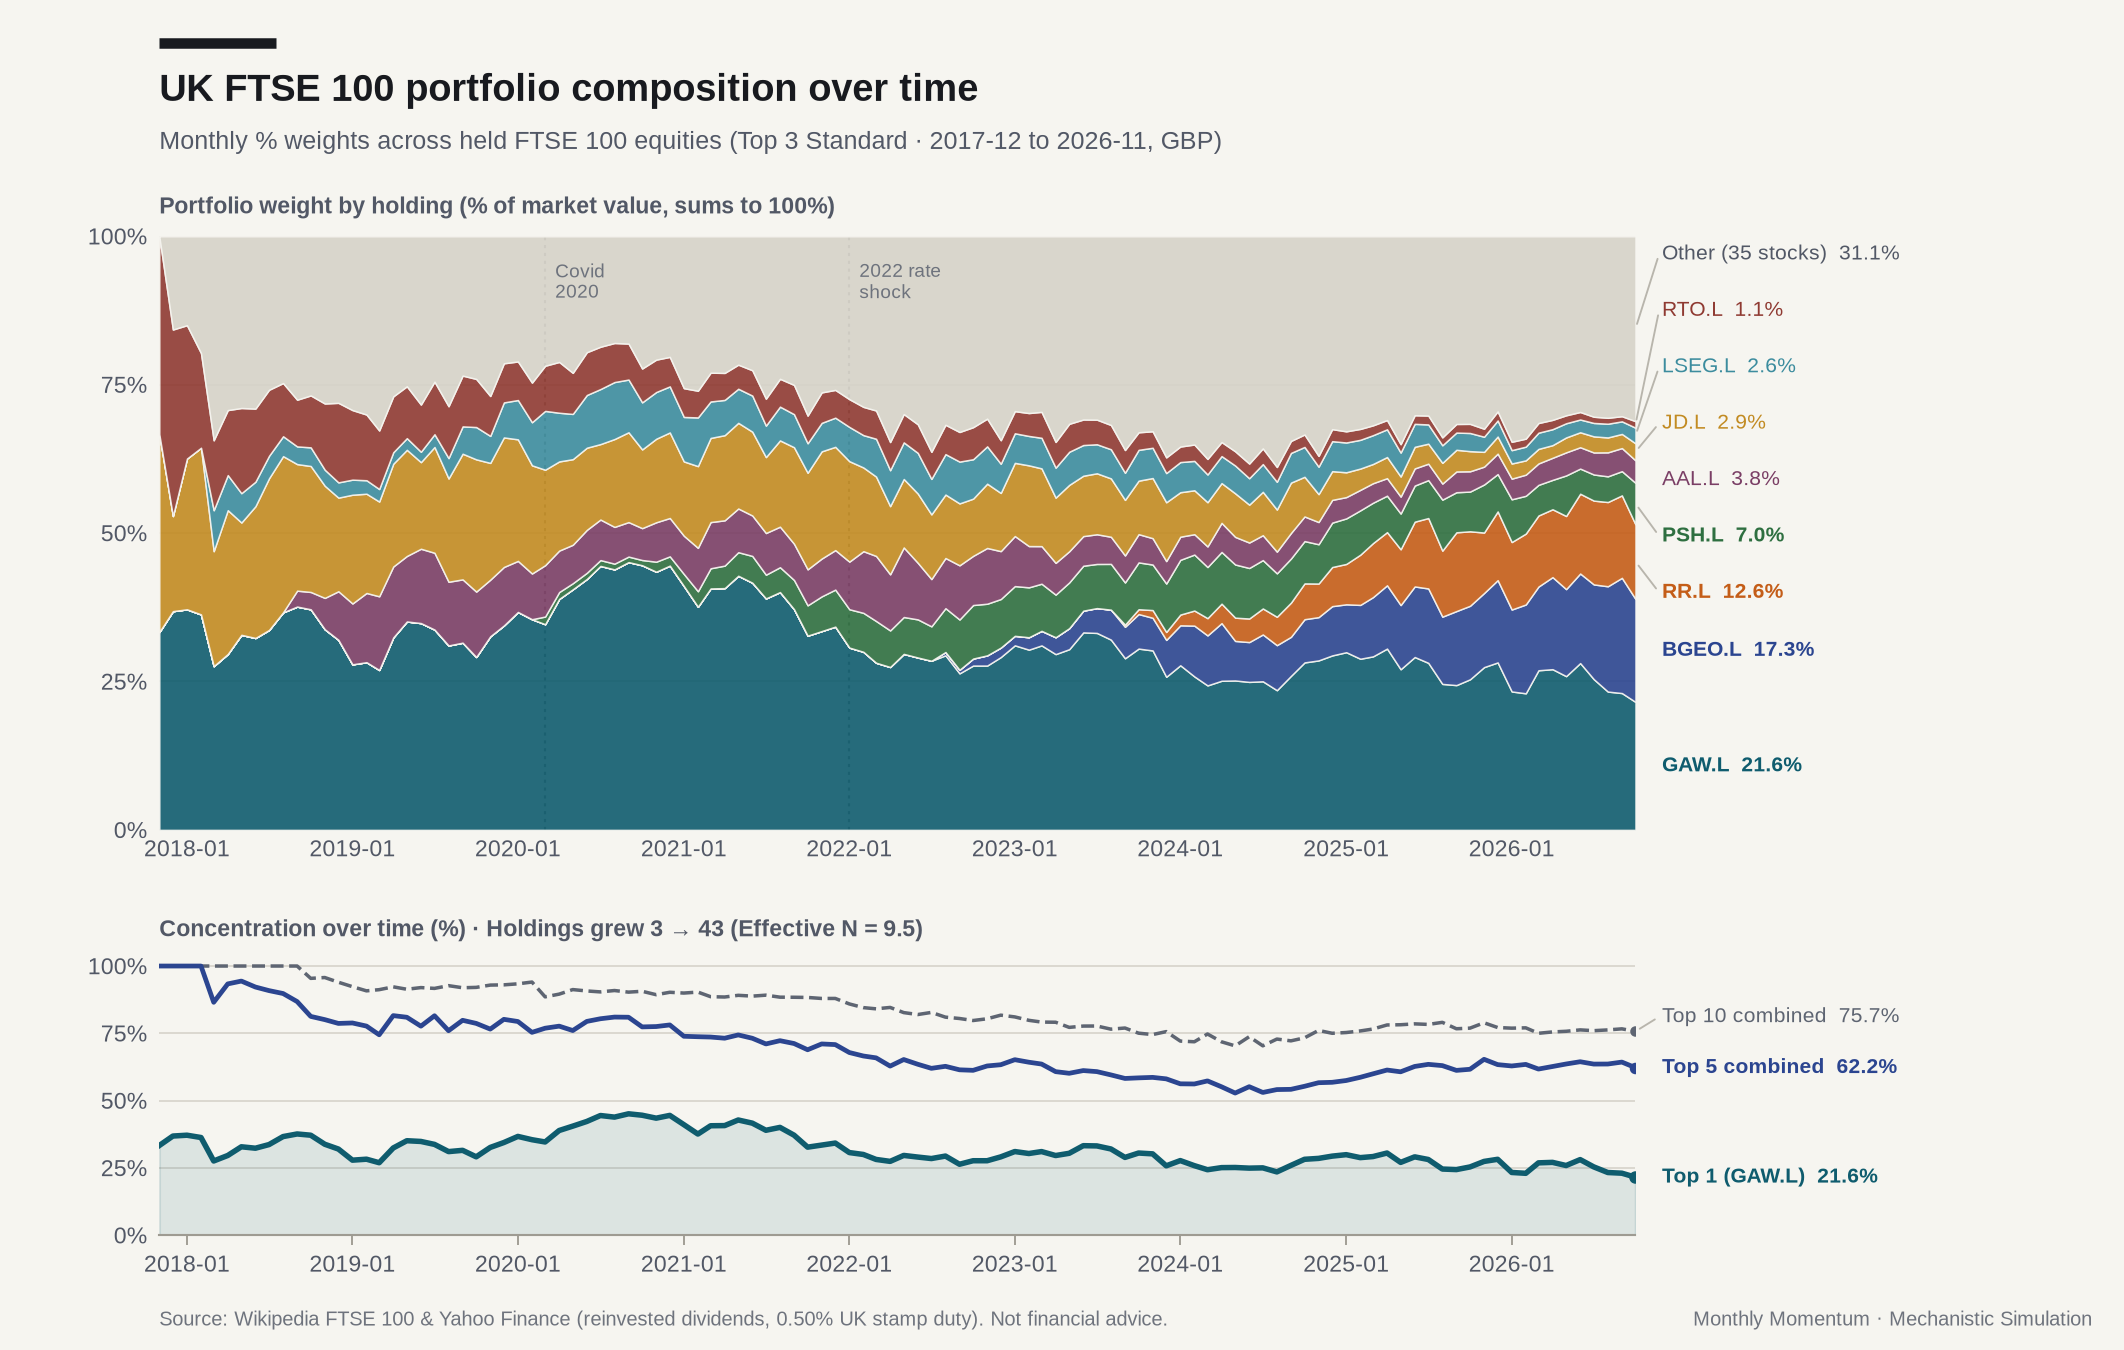 UK FTSE 100 portfolio composition over time
Monthly % weights across held FTSE 100 equities (Top 3 Standard · 2017-12 to 2026-11, GBP)
Portfolio weight by holding (% of market value, sums to 100%)
100%
75%
50%
25%
0%
Covid
2020
2022 rate
shock
Other (35 stocks) 31.1%
RTO.L 1.1%
LSEG.L 2.6%
JD.L 2.9%
AAL.L 3.8%
PSH.L 7.0%
RR.L 12.6%
BGEO.L 17.3%
GAW.L 21.6%
2018-01 2019-01 2020-01 2021-01 2022-01 2023-01 2024-01 2025-01 2026-01
Concentration over time (%) · Holdings grew 3 → 43 (Effective N = 9.5)
100%
75%
50%
25%
0%
Top 10 combined 75.7%
Top 5 combined 62.2%
Top 1 (GAW.L) 21.6%
2018-01 2019-01 2020-01 2021-01 2022-01 2023-01 2024-01 2025-01 2026-01
Source: Wikipedia FTSE 100 & Yahoo Finance (reinvested dividends, 0.50% UK stamp duty). Not financial advice.
Monthly Momentum · Mechanistic Simulation